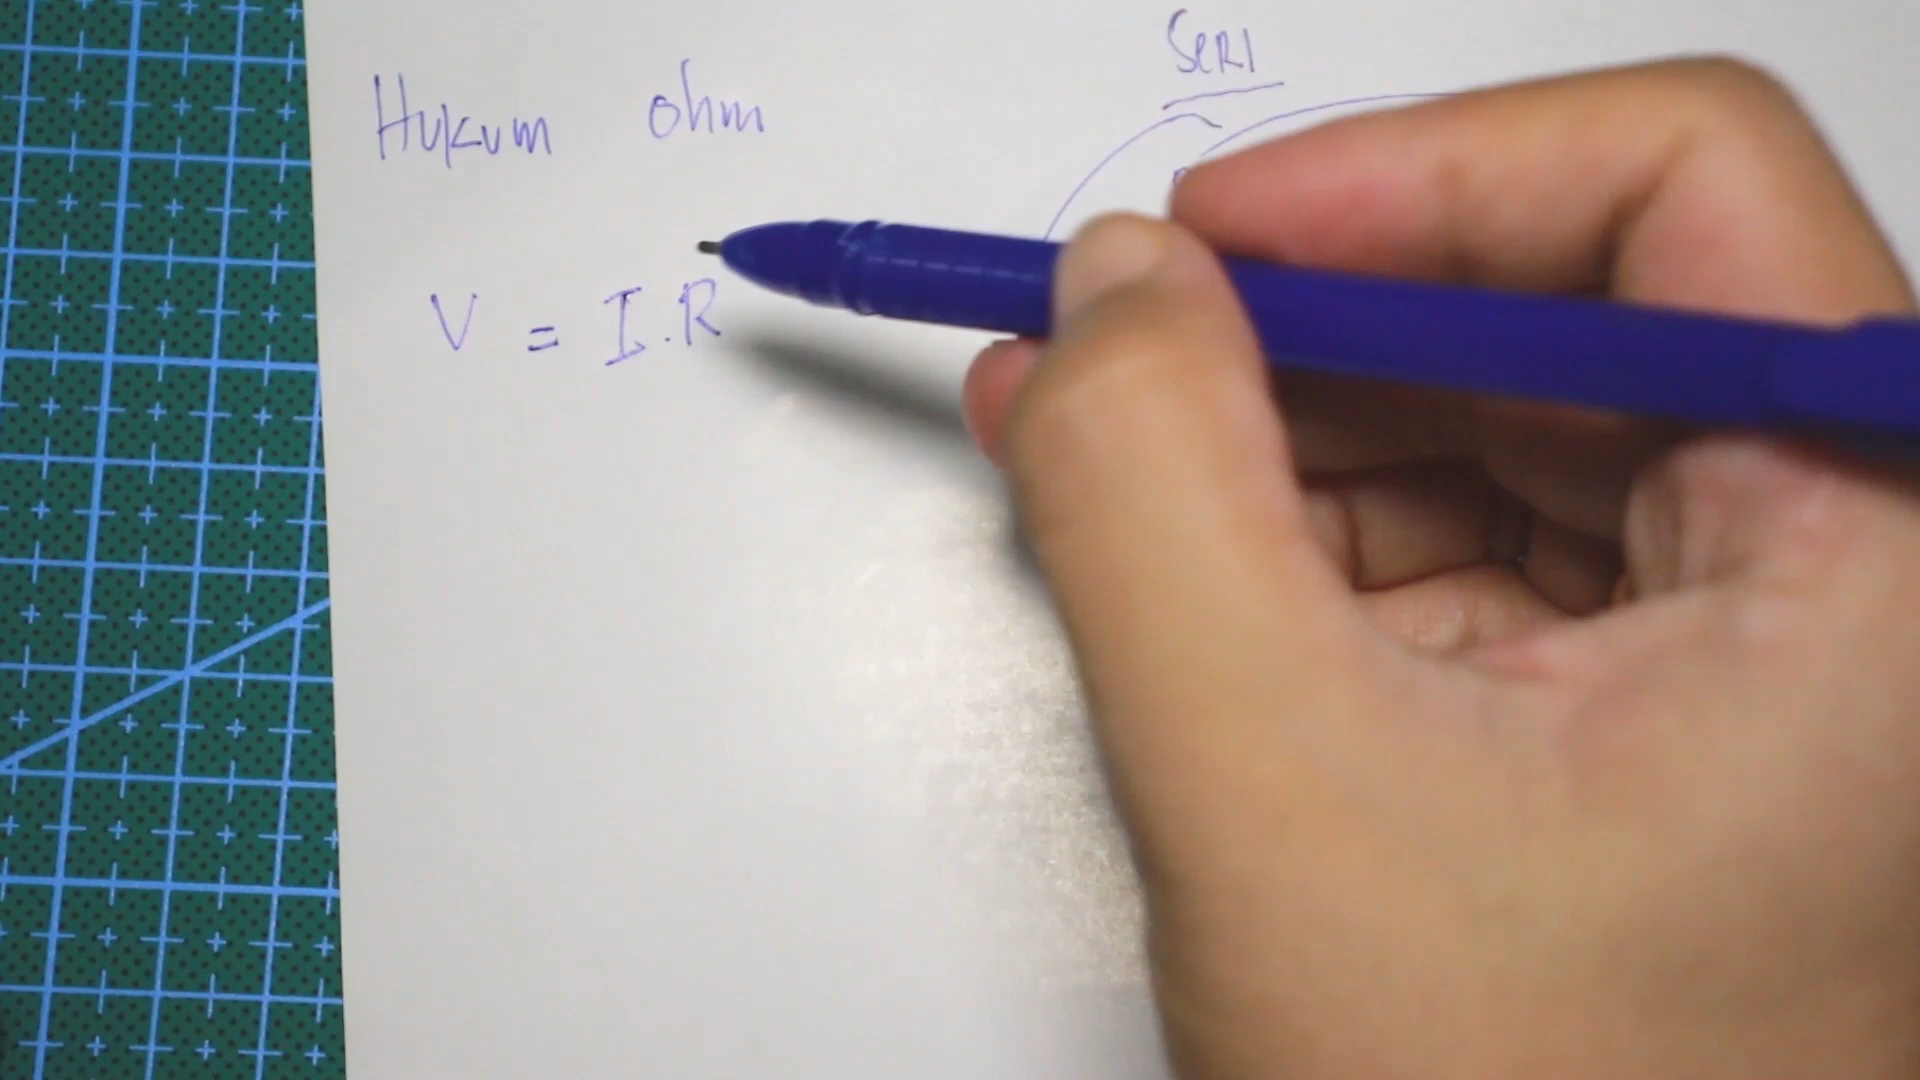 Hukum ohm
V = I.R
SeRI